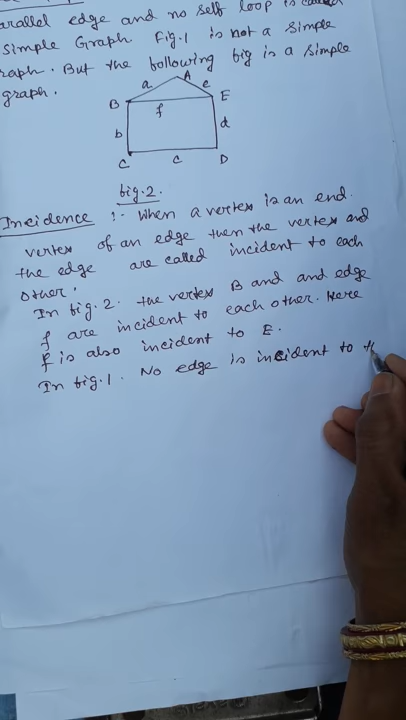 arallel edge and no self loop is called
simple Graph Fig.1 is not a simple
raph. But the following fig is a simple
graph.
A
a
e
B
E
f
b
d
C
c
D
fig.2.
Incidence :- When a vertex is an end
vertex of an edge then the vertex and
the edge are called incident to each
other.
In fig.2. the vertex B and and edge
f are incident to each other. Here
f is also incident to E.
In fig.1. No edge is incident to